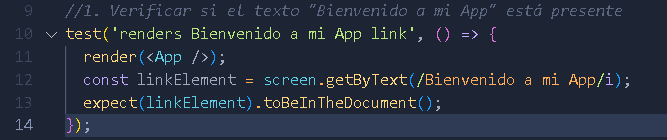 9 //1. Verificar si el texto "Bienvenido a mi App" está presente
10 test('renders Bienvenido a mi App link', () => {
11 render(<App />);
12 const linkElement = screen.getByText(/Bienvenido a mi App/i);
13 expect(linkElement).toBeInTheDocument();
14 });